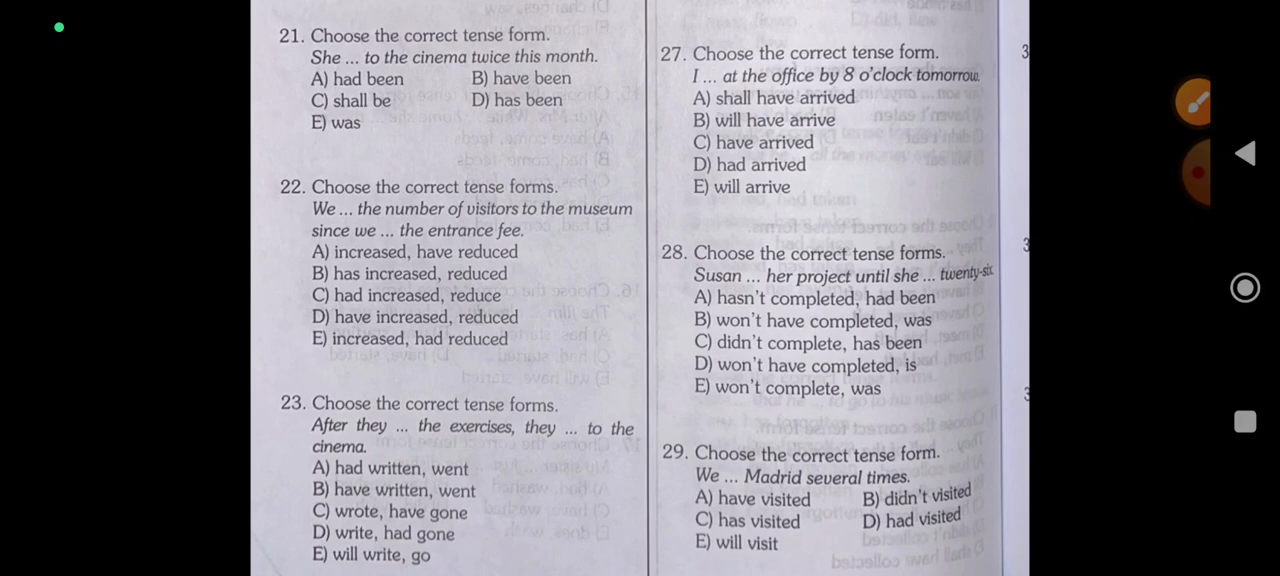 21. Choose the correct tense form.
She ... to the cinema twice this month.
A) had been B) have been
C) shall be D) has been
E) was
22. Choose the correct tense forms.
We ... the number of visitors to the museum
since we ... the entrance fee.
A) increased, have reduced
B) has increased, reduced
C) had increased, reduce
D) have increased, reduced
E) increased, had reduced
23. Choose the correct tense forms.
After they ... the exercises, they ... to the
cinema.
A) had written, went
B) have written, went
C) wrote, have gone
D) write, had gone
E) will write, go
27. Choose the correct tense form.
I ... at the office by 8 o'clock tomorrow.
A) shall have arrived
B) will have arrive
C) have arrived
D) had arrived
E) will arrive
28. Choose the correct tense forms.
Susan ... her project until she ... twenty-six.
A) hasn't completed, had been
B) won't have completed, was
C) didn't complete, has been
D) won't have completed, is
E) won't complete, was
29. Choose the correct tense form.
We ... Madrid several times.
A) have visited B) didn't visited
C) has visited D) had visited
E) will visit
3
3
3